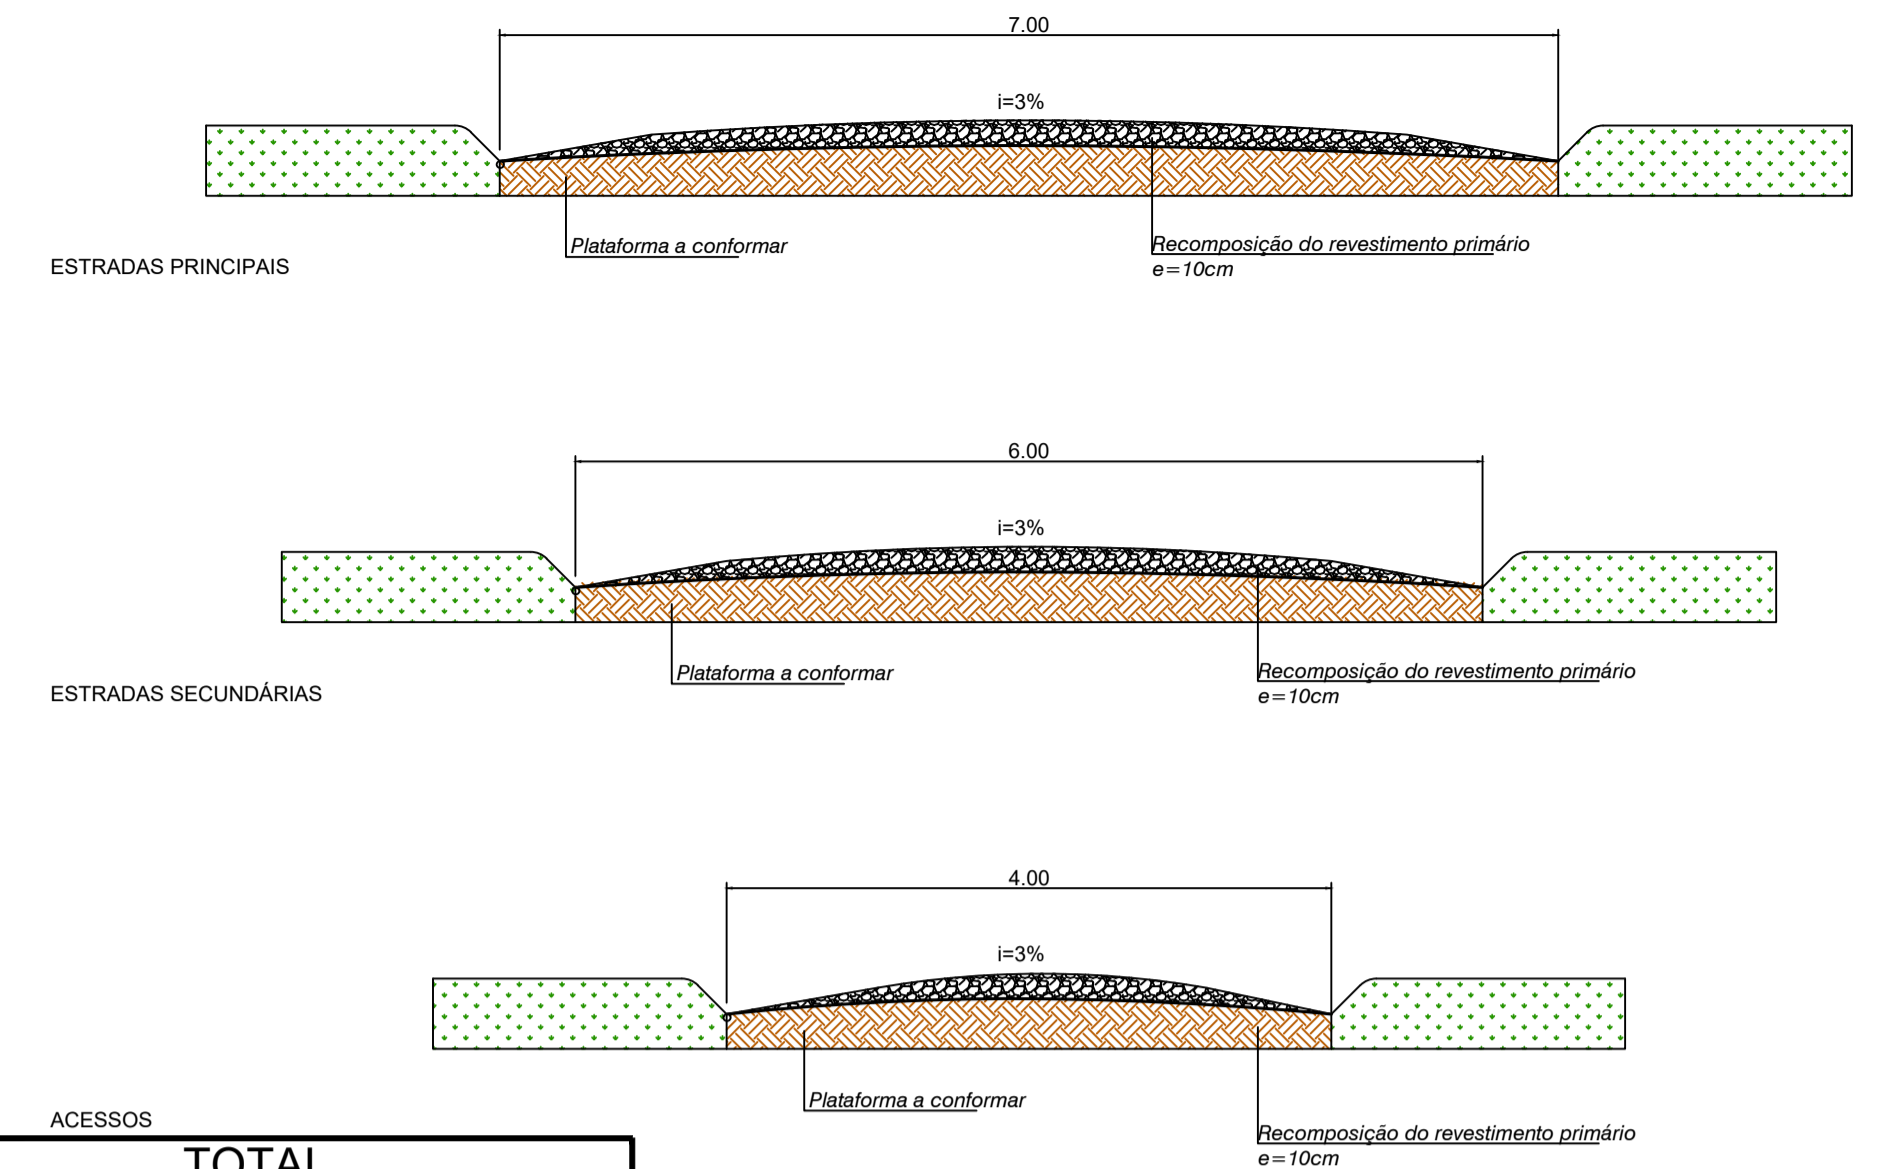 7.00
i=3%
Plataforma a conformar
Recomposição do revestimento primário
e=10cm
ESTRADAS PRINCIPAIS
6.00
i=3%
Plataforma a conformar
Recomposição do revestimento primário
e=10cm
ESTRADAS SECUNDÁRIAS
4.00
i=3%
Plataforma a conformar
Recomposição do revestimento primário
e=10cm
ACESSOS
TOTAL